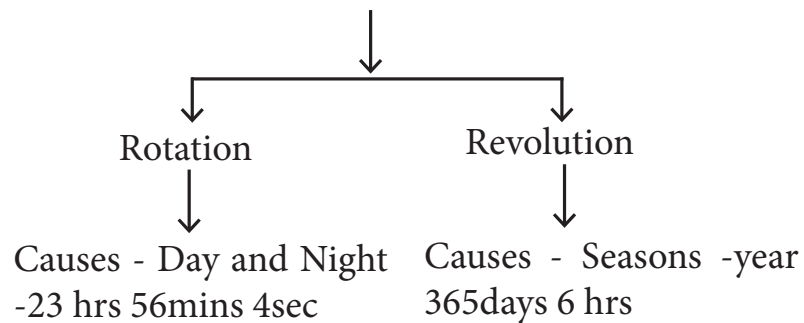 Rotation
Revolution
Causes - Day and Night
-23 hrs 56mins 4sec
Causes - Seasons -year
365days 6 hrs